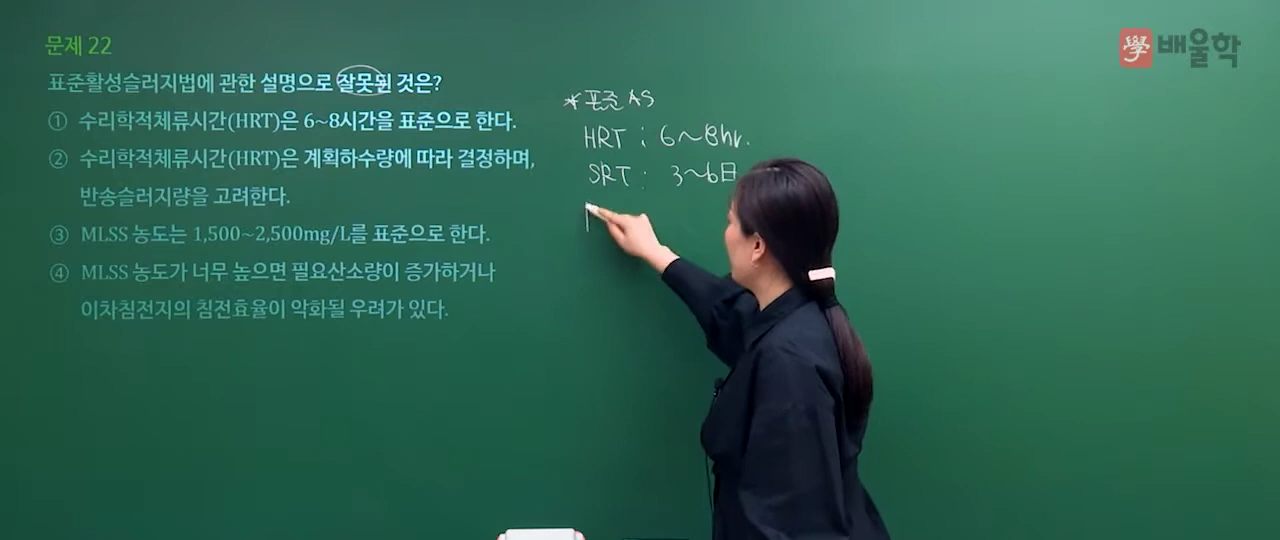 문제 22
표준활성슬러지법에 관한 설명으로 잘못된 것은?
① 수리학적체류시간(HRT)은 6~8시간을 표준으로 한다.
② 수리학적체류시간(HRT)은 계획하수량에 따라 결정하며,
반송슬러지량을 고려한다.
③ MLSS 농도는 1,500~2,500mg/L를 표준으로 한다.
④ MLSS 농도가 너무 높으면 필요산소량이 증가하거나
이차침전지의 침전효율이 악화될 우려가 있다.
* 표준 AS
HRT : 6~8hr.
SRT : 3~6日
學 배울학